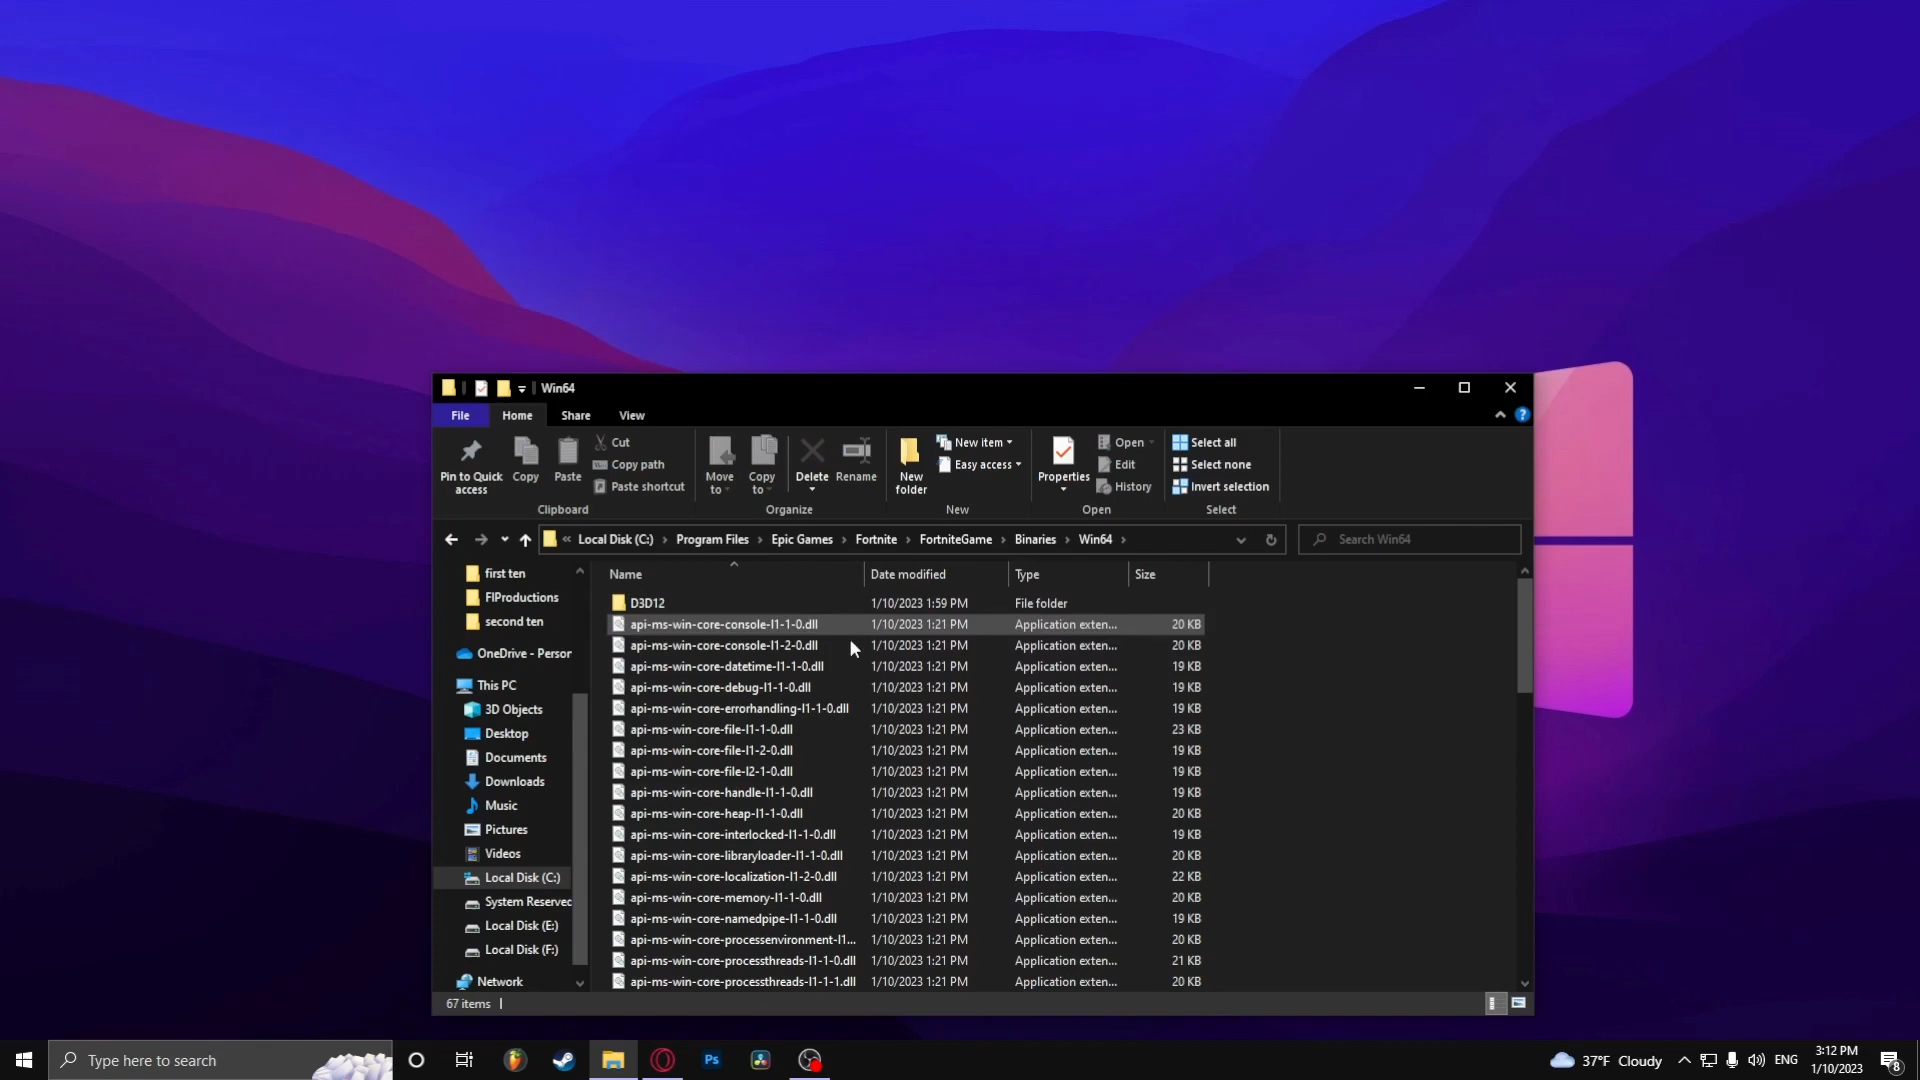 Win64
File Home Share View
Pin to Quick access
Copy
Paste
Cut
Copy path
Paste shortcut
Clipboard
Move to
Copy to
Delete
Rename
Organize
New folder
New item
Easy access
New
Properties
Open
Edit
History
Open
Select all
Select none
Invert selection
Select
« Local Disk (C:) › Program Files › Epic Games › Fortnite › FortniteGame › Binaries › Win64 ›
Search Win64
first ten
FIProductions
second ten
OneDrive - Person
This PC
3D Objects
Desktop
Documents
Downloads
Music
Pictures
Videos
Local Disk (C:)
System Reserved
Local Disk (E:)
Local Disk (F:)
Network
Name Date modified Type Size
D3D12 1/10/2023 1:59 PM File folder
api-ms-win-core-console-l1-1-0.dll 1/10/2023 1:21 PM Application exten... 20 KB
api-ms-win-core-console-l1-2-0.dll 1/10/2023 1:21 PM Application exten... 20 KB
api-ms-win-core-datetime-l1-1-0.dll 1/10/2023 1:21 PM Application exten... 19 KB
api-ms-win-core-debug-l1-1-0.dll 1/10/2023 1:21 PM Application exten... 19 KB
api-ms-win-core-errorhandling-l1-1-0.dll 1/10/2023 1:21 PM Application exten... 19 KB
api-ms-win-core-file-l1-1-0.dll 1/10/2023 1:21 PM Application exten... 23 KB
api-ms-win-core-file-l1-2-0.dll 1/10/2023 1:21 PM Application exten... 19 KB
api-ms-win-core-file-l2-1-0.dll 1/10/2023 1:21 PM Application exten... 19 KB
api-ms-win-core-handle-l1-1-0.dll 1/10/2023 1:21 PM Application exten... 19 KB
api-ms-win-core-heap-l1-1-0.dll 1/10/2023 1:21 PM Application exten... 20 KB
api-ms-win-core-interlocked-l1-1-0.dll 1/10/2023 1:21 PM Application exten... 19 KB
api-ms-win-core-libraryloader-l1-1-0.dll 1/10/2023 1:21 PM Application exten... 20 KB
api-ms-win-core-localization-l1-2-0.dll 1/10/2023 1:21 PM Application exten... 22 KB
api-ms-win-core-memory-l1-1-0.dll 1/10/2023 1:21 PM Application exten... 20 KB
api-ms-win-core-namedpipe-l1-1-0.dll 1/10/2023 1:21 PM Application exten... 19 KB
api-ms-win-core-processenvironment-l1... 1/10/2023 1:21 PM Application exten... 20 KB
api-ms-win-core-processthreads-l1-1-0.dll 1/10/2023 1:21 PM Application exten... 21 KB
api-ms-win-core-processthreads-l1-1-1.dll 1/10/2023 1:21 PM Application exten... 20 KB
67 items
Type here to search
Ps
37°F Cloudy
ENG
3:12 PM
1/10/2023
8